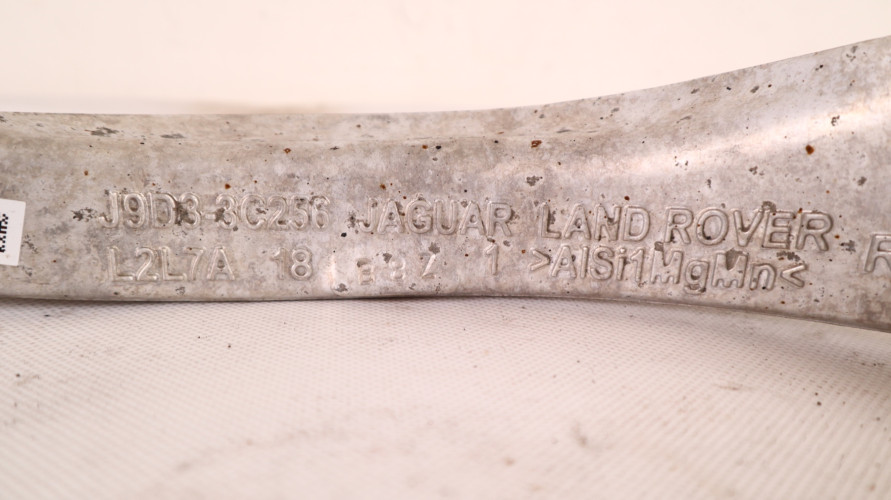 J9D3-3C256 JAGUAR LAND ROVER R
L2L7A 18 1 >AlSi1MgMn<